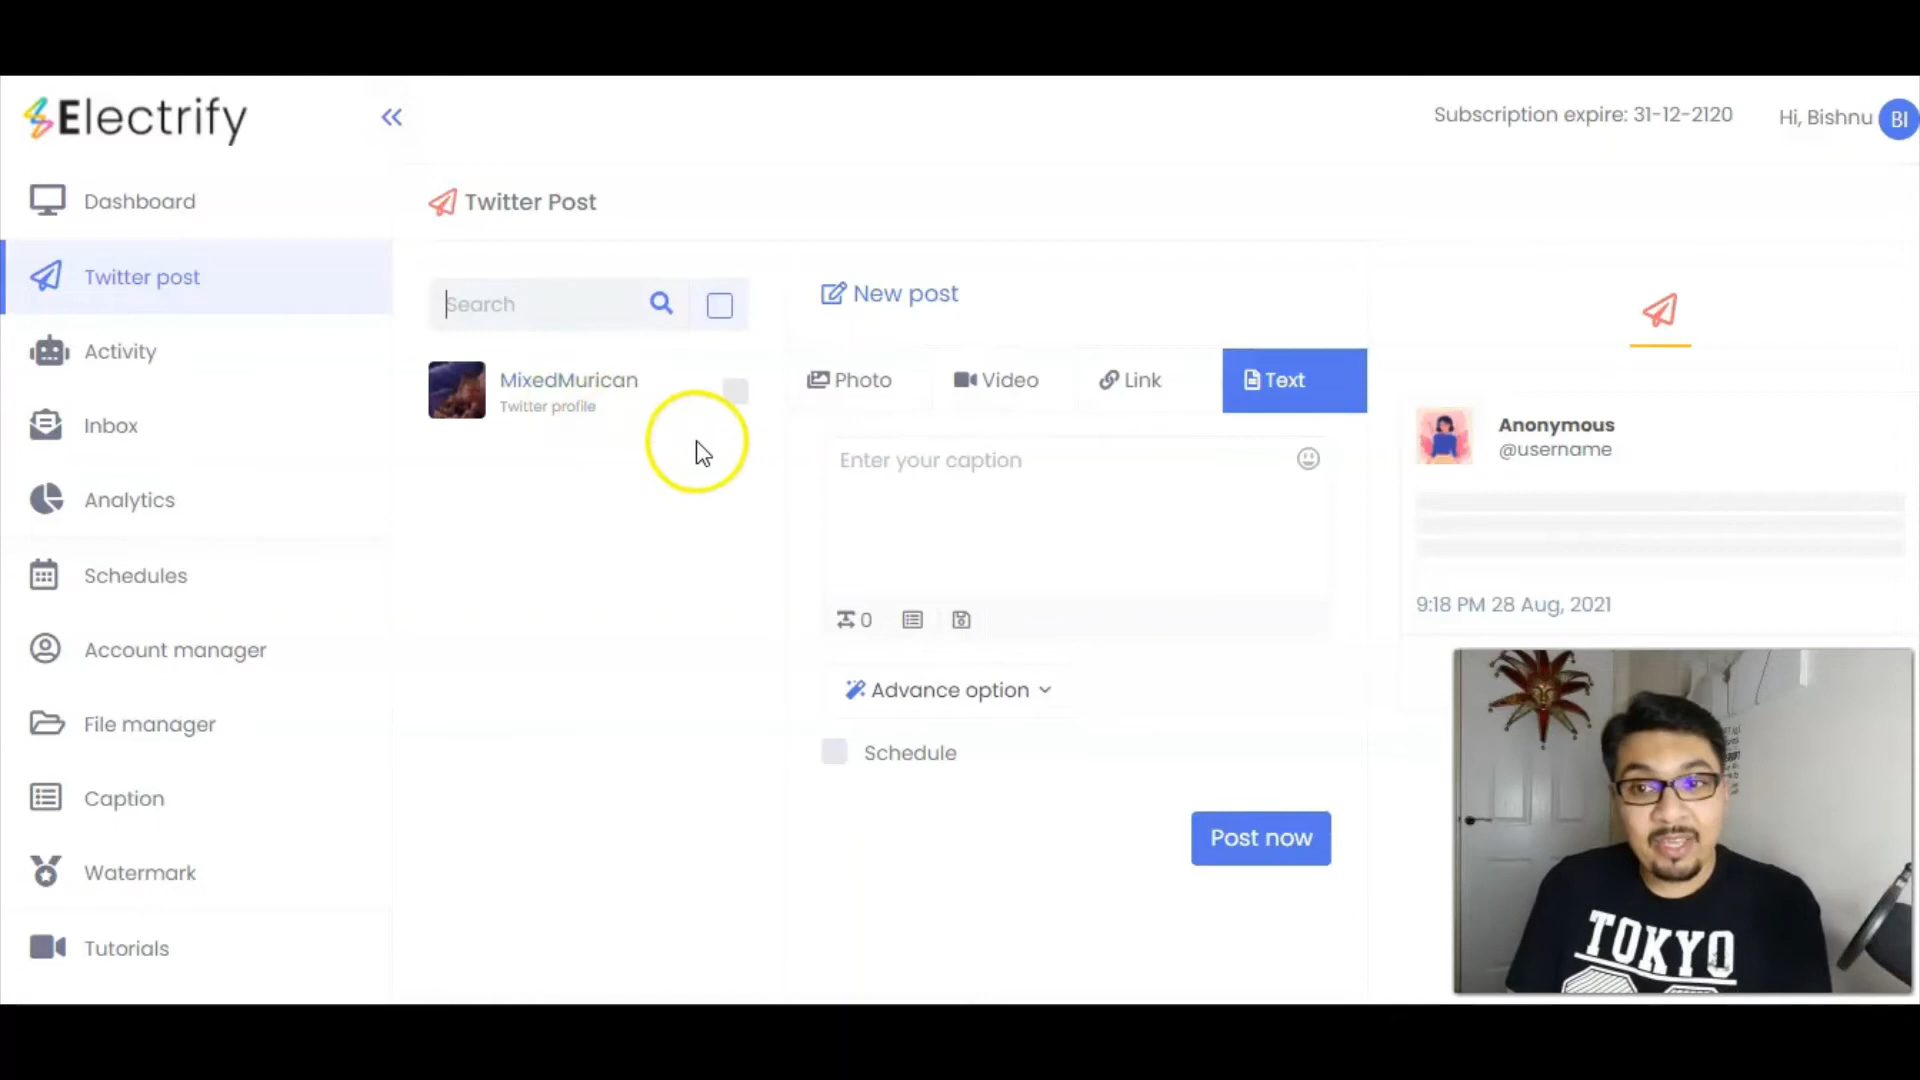 Electrify
Subscription expire: 31-12-2120
Hi, Bishnu
BI
Dashboard
Twitter post
Activity
Inbox
Analytics
Schedules
Account manager
File manager
Caption
Watermark
Tutorials
Twitter Post
Search
MixedMurican
Twitter profile
New post
Photo
Video
Link
Text
Enter your caption
0
Advance option
Schedule
Post now
Anonymous
@username
9:18 PM 28 Aug, 2021
TOKYO